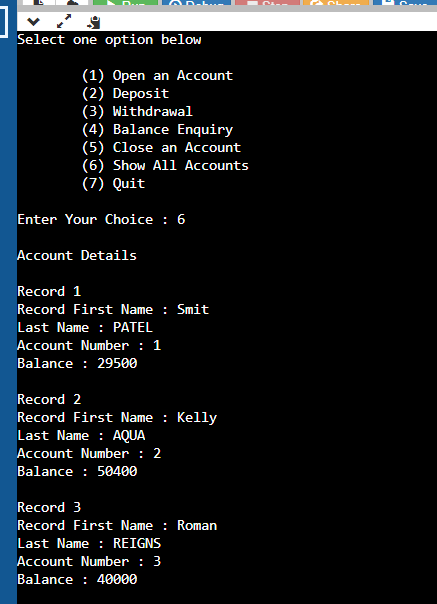 Select one option below
(1) Open an Account
(2) Deposit
(3) Withdrawal
(4) Balance Enquiry
(5) Close an Account
(6) Show All Accounts
(7) Quit
Enter Your Choice : 6
Account Details
Record 1
Record First Name : Smit
Last Name : PATEL
Account Number : 1
Balance : 29500
Record 2
Record First Name : Kelly
Last Name : AQUA
Account Number : 2
Balance : 50400
Record 3
Record First Name : Roman
Last Name : REIGNS
Account Number : 3
Balance : 40000